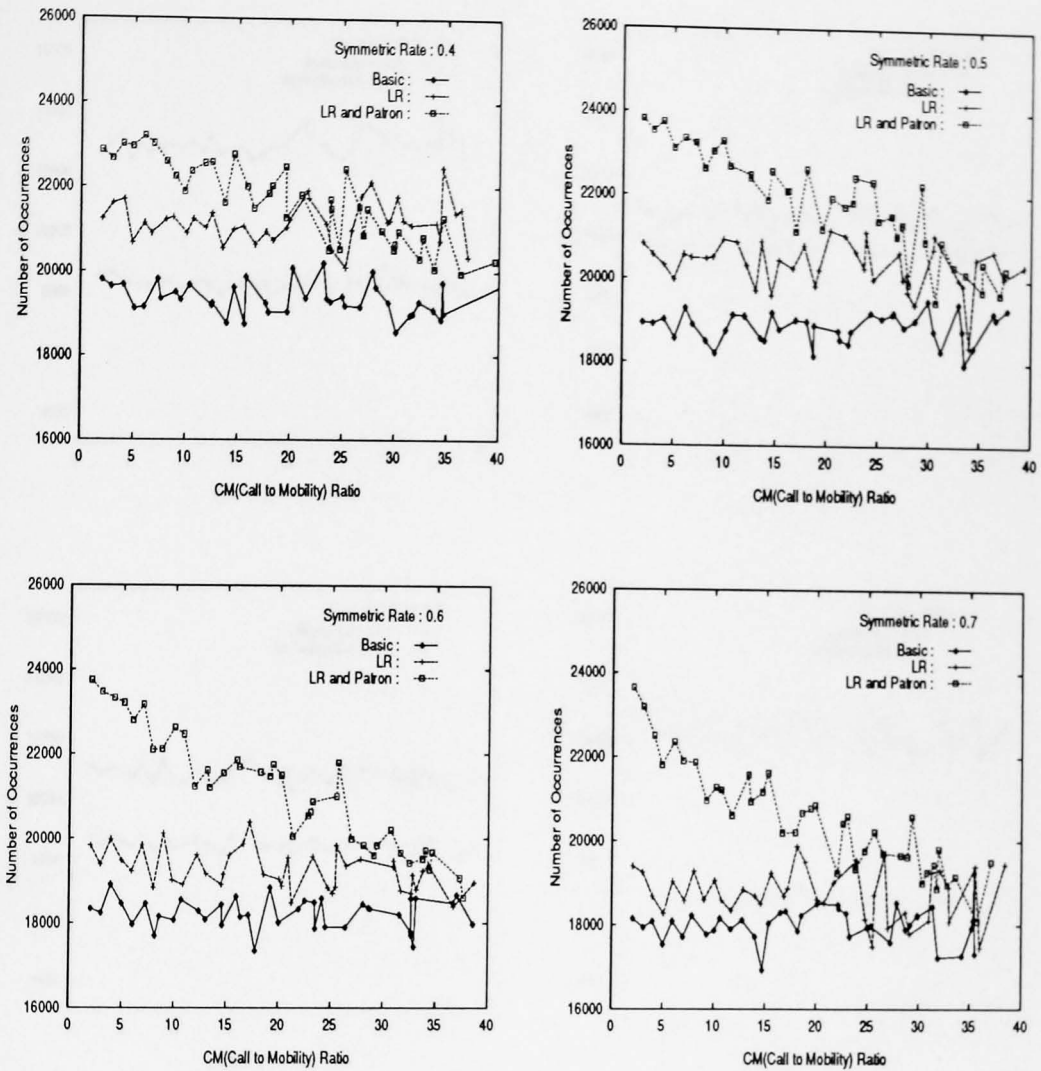 26000
24000
22000
20000
18000
16000
Number of Occurrences
Symmetric Rate : 0.4
Basic :
LR :
LR and Patron :
0 5 10 15 20 25 30 35 40
CM(Call to Mobility) Ratio
26000
24000
22000
20000
18000
16000
Number of Occurrences
Symmetric Rate : 0.5
Basic :
LR :
LR and Patron :
0 5 10 15 20 25 30 35 40
CM(Call to Mobility) Ratio
26000
24000
22000
20000
18000
16000
Number of Occurrences
Symmetric Rate : 0.6
Basic :
LR :
LR and Patron :
0 5 10 15 20 25 30 35 40
CM(Call to Mobility) Ratio
26000
24000
22000
20000
18000
16000
Number of Occurrences
Symmetric Rate : 0.7
Basic :
LR :
LR and Patron :
0 5 10 15 20 25 30 35 40
CM(Call to Mobility) Ratio